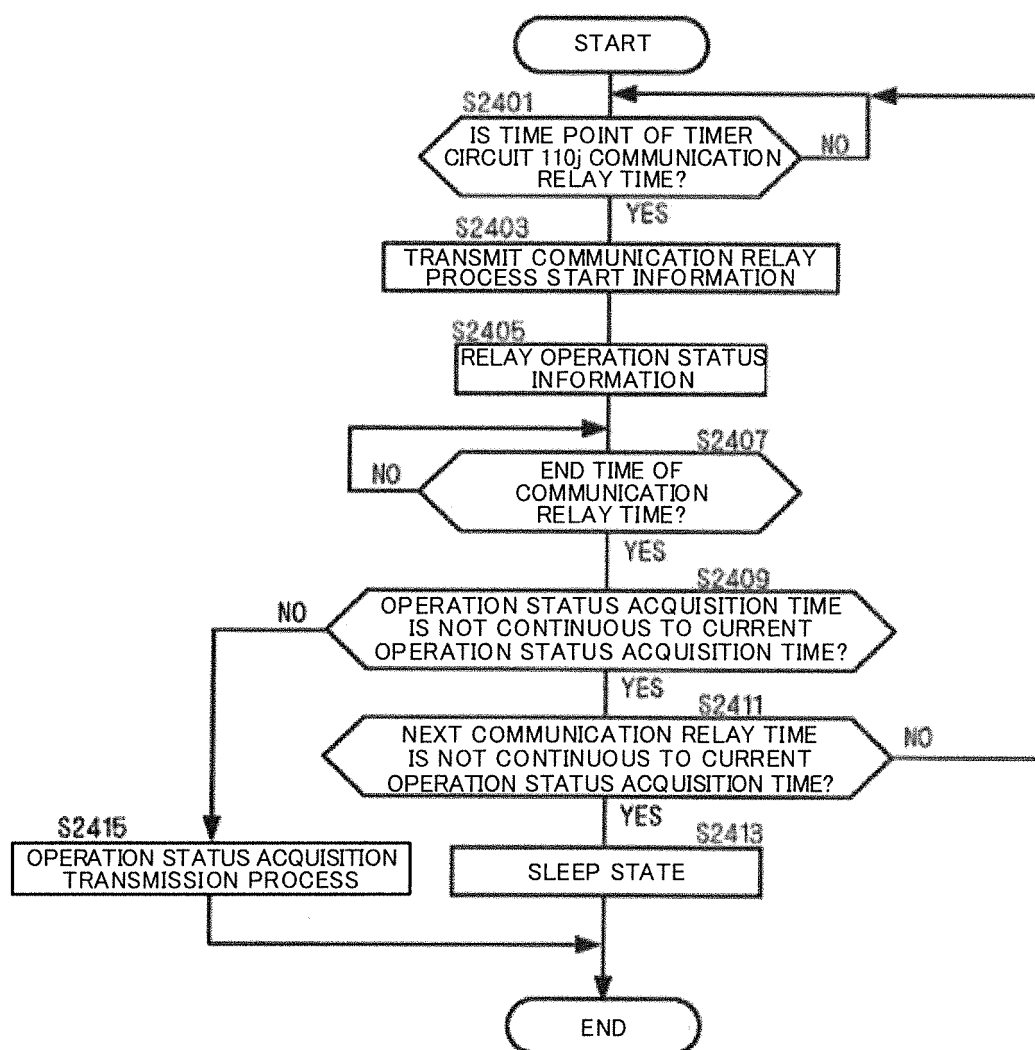 START
S2401
IS TIME POINT OF TIMER
CIRCUIT 110j COMMUNICATION
RELAY TIME?
NO
YES
S2403
TRANSMIT COMMUNICATION RELAY
PROCESS START INFORMATION
S2405
RELAY OPERATION STATUS
INFORMATION
S2407
NO
END TIME OF
COMMUNICATION
RELAY TIME?
YES
S2409
NO
OPERATION STATUS ACQUISITION TIME
IS NOT CONTINUOUS TO CURRENT
OPERATION STATUS ACQUISITION TIME?
YES
S2411
NEXT COMMUNICATION RELAY TIME
IS NOT CONTINUOUS TO CURRENT
OPERATION STATUS ACQUISITION TIME?
NO
YES
S2415
OPERATION STATUS ACQUISITION
TRANSMISSION PROCESS
S2413
SLEEP STATE
END